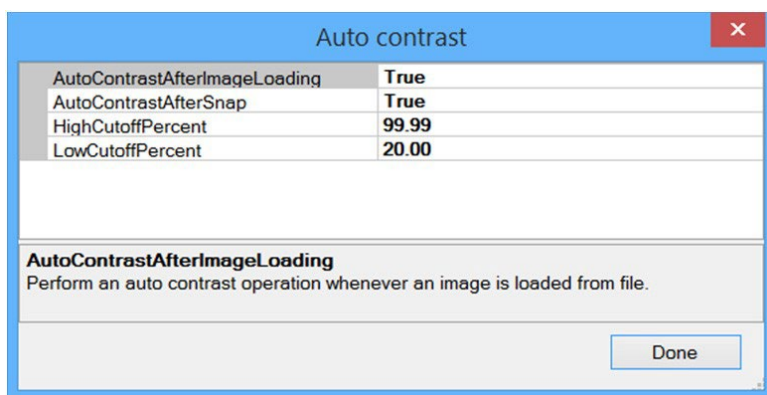 Auto contrast
AutoContrastAfterImageLoading True
AutoContrastAfterSnap True
HighCutoffPercent 99.99
LowCutoffPercent 20.00
AutoContrastAfterImageLoading
Perform an auto contrast operation whenever an image is loaded from file.
Done